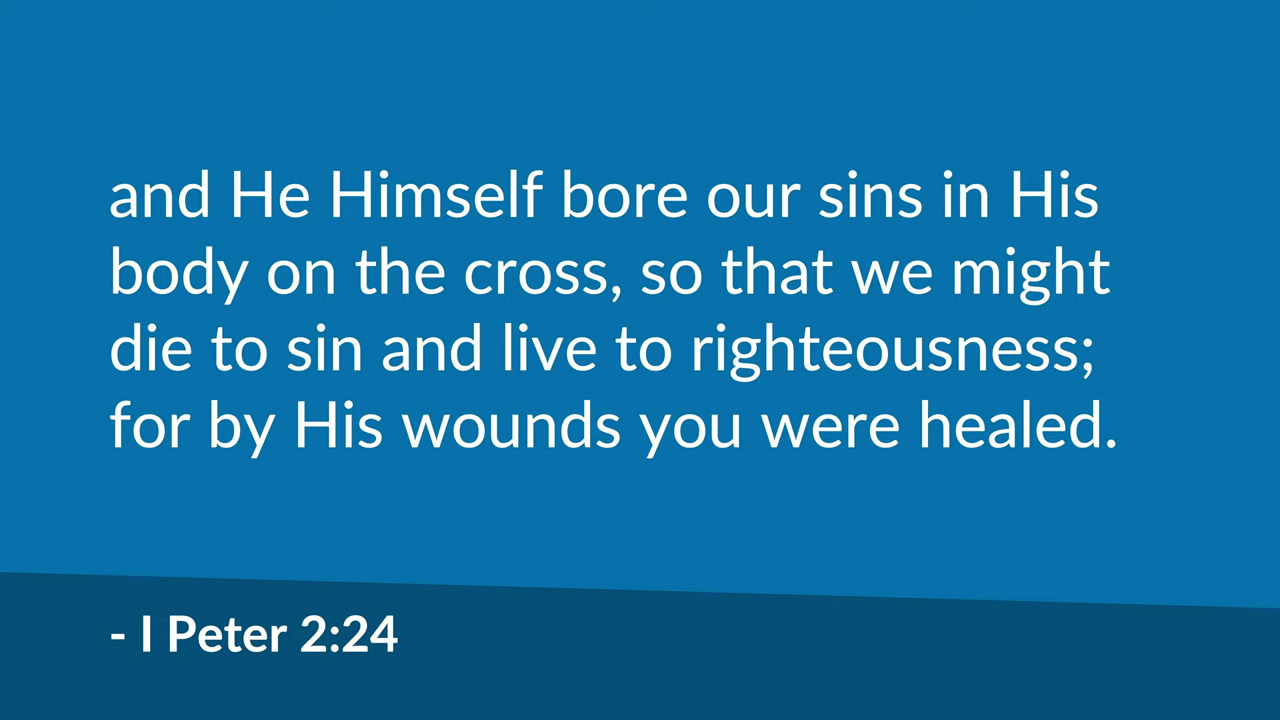 and He Himself bore our sins in His
body on the cross, so that we might
die to sin and live to righteousness;
for by His wounds you were healed.
- I Peter 2:24